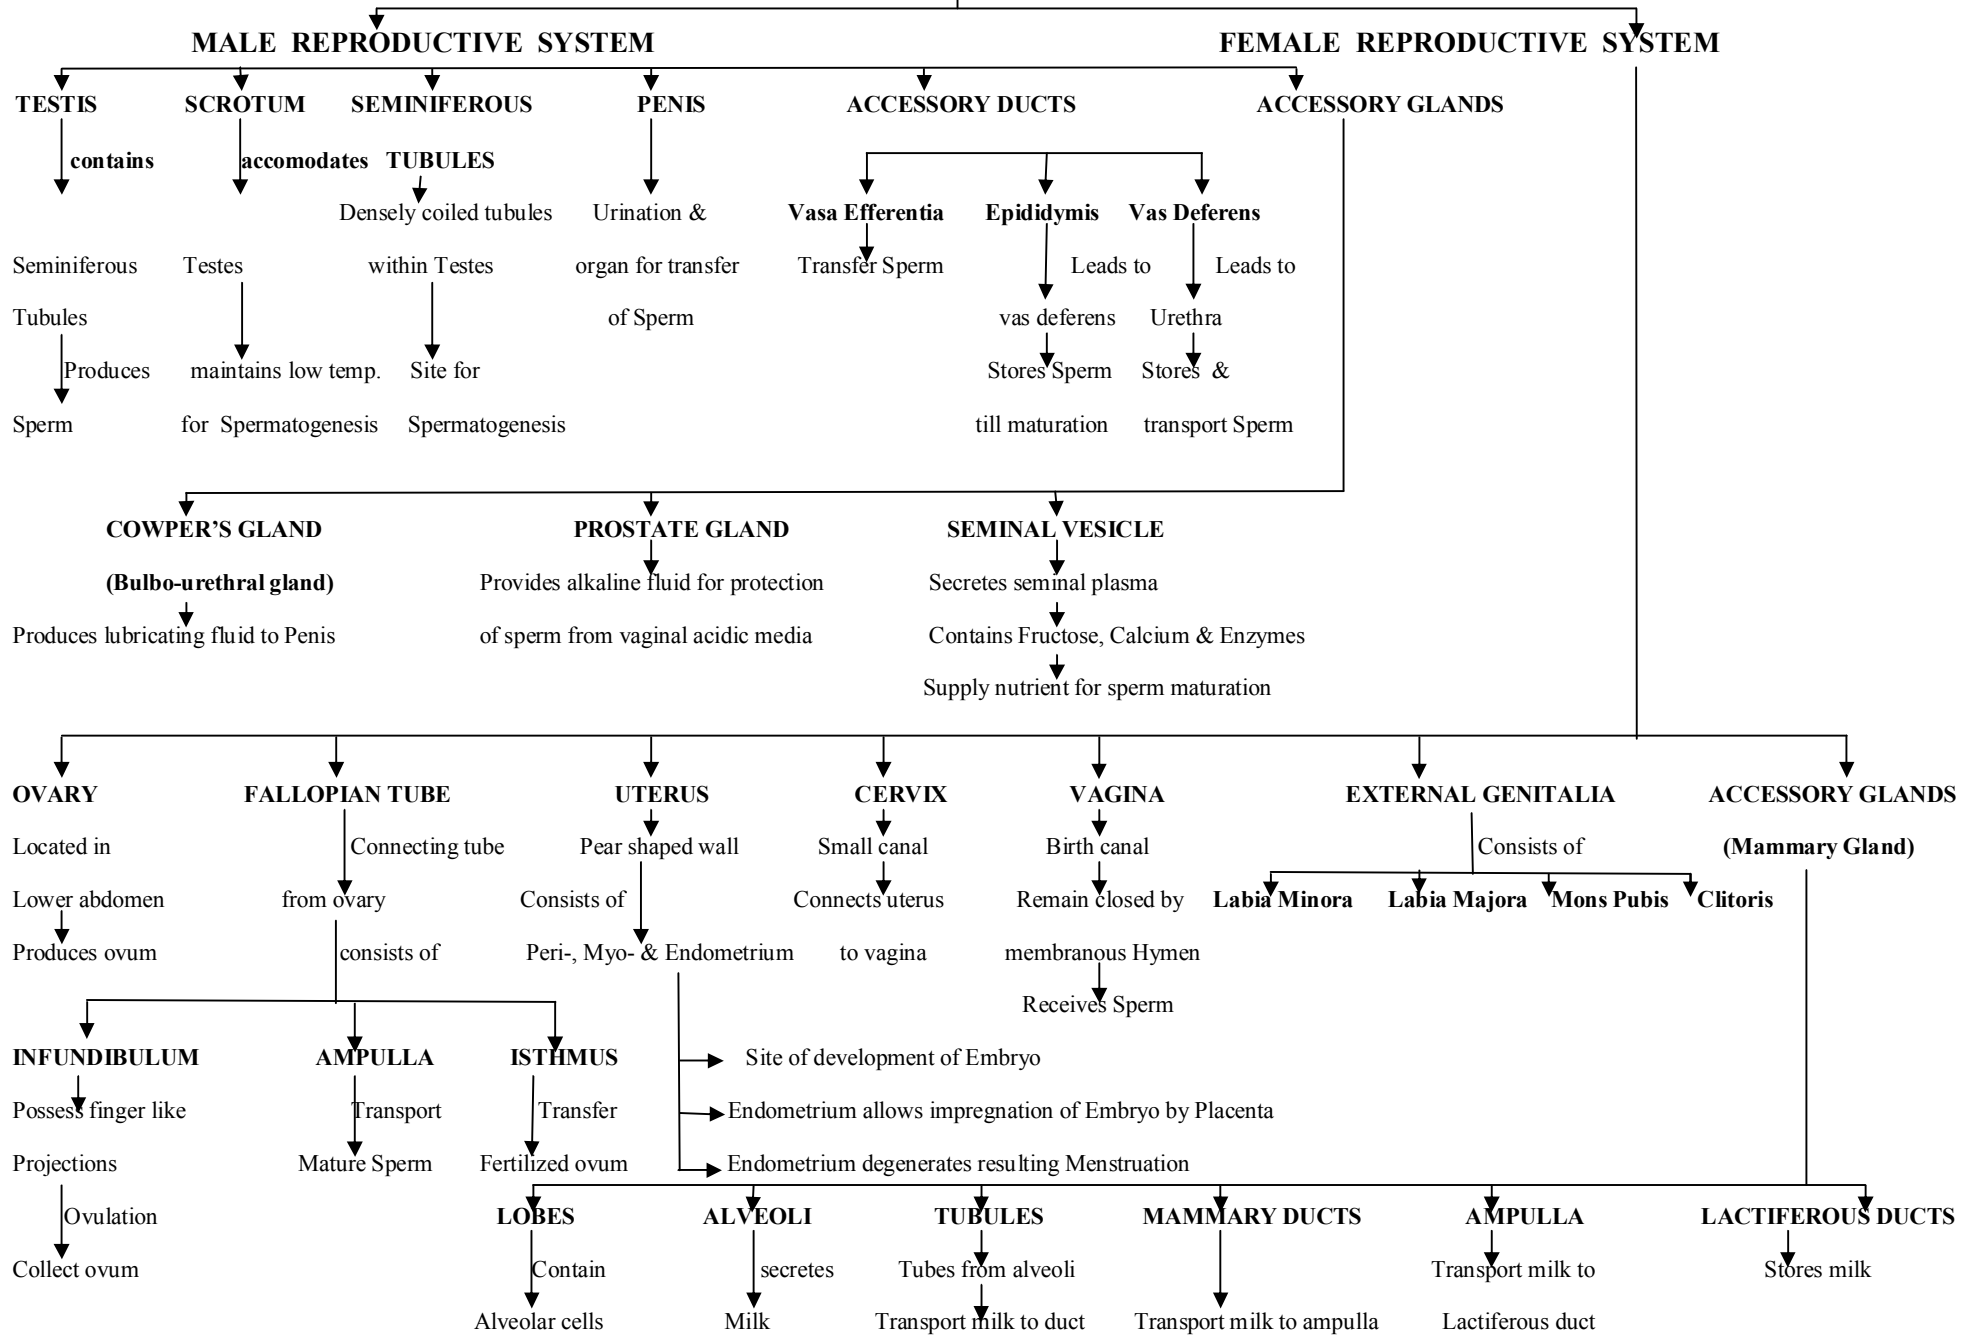 MALE REPRODUCTIVE SYSTEM FEMALE REPRODUCTIVE SYSTEM
TESTIS SCROTUM SEMINIFEROUS PENIS ACCESSORY DUCTS ACCESSORY GLANDS
contains accomodates TUBULES
Densely coiled tubules Urination & Vasa Efferentia Epididymis Vas Deferens
Seminiferous Testes within Testes organ for transfer Transfer Sperm Leads to Leads to
Tubules of Sperm vas deferens Urethra
Produces maintains low temp. Site for Stores Sperm Stores &
Sperm for Spermatogenesis Spermatogenesis till maturation transport Sperm
COWPER’S GLAND PROSTATE GLAND SEMINAL VESICLE
(Bulbo-urethral gland) Provides alkaline fluid for protection Secretes seminal plasma
Produces lubricating fluid to Penis of sperm from vaginal acidic media Contains Fructose, Calcium & Enzymes
Supply nutrient for sperm maturation
OVARY FALLOPIAN TUBE UTERUS CERVIX VAGINA EXTERNAL GENITALIA ACCESSORY GLANDS
Located in Connecting tube Pear shaped wall Small canal Birth canal Consists of (Mammary Gland)
Lower abdomen from ovary Consists of Connects uterus Remain closed by Labia Minora Labia Majora Mons Pubis Clitoris
Produces ovum consists of Peri-, Myo- & Endometrium to vagina membranous Hymen
Receives Sperm
INFUNDIBULUM AMPULLA ISTHMUS Site of development of Embryo
Possess finger like Transport Transfer Endometrium allows impregnation of Embryo by Placenta
Projections Mature Sperm Fertilized ovum Endometrium degenerates resulting Menstruation
Ovulation LOBES ALVEOLI TUBULES MAMMARY DUCTS AMPULLA LACTIFEROUS DUCTS
Collect ovum Contain secretes Tubes from alveoli Transport milk to Stores milk
Alveolar cells Milk Transport milk to duct Transport milk to ampulla Lactiferous duct